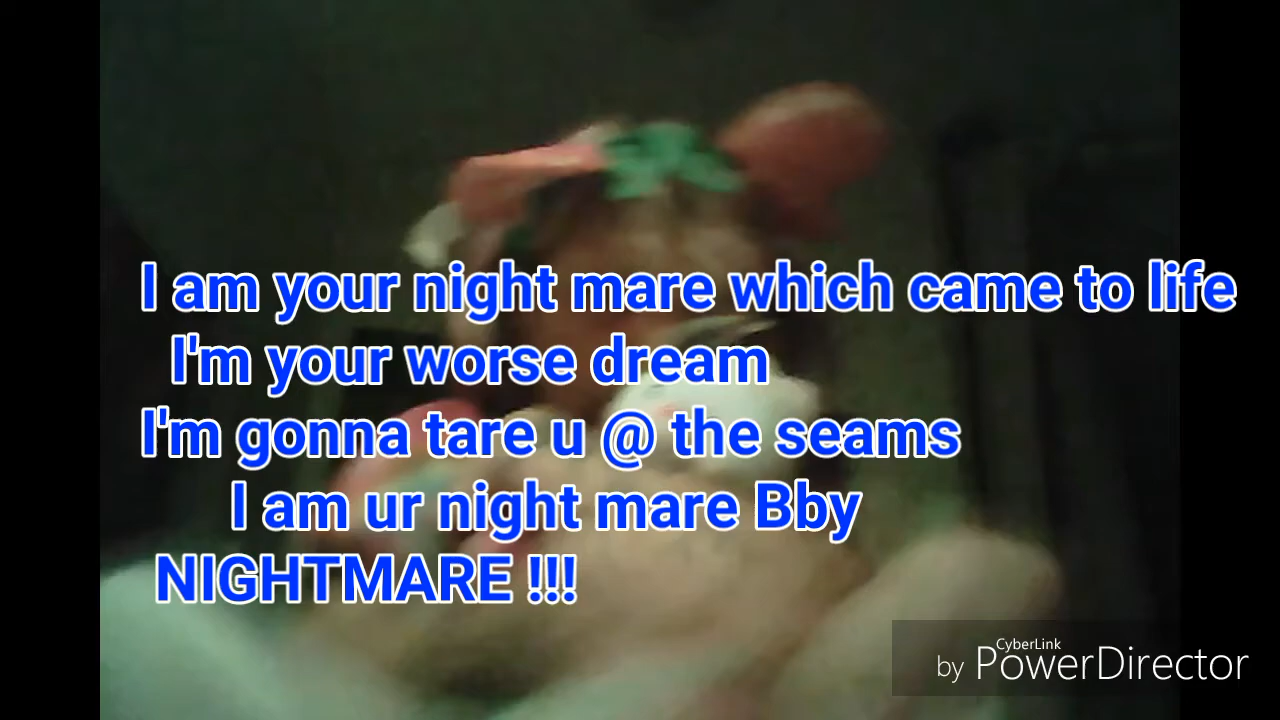 I am your night mare which came to life
I'm your worse dream
I'm gonna tare u @ the seams
I am ur night mare Bby
NIGHTMARE !!!
CyberLink
by PowerDirector